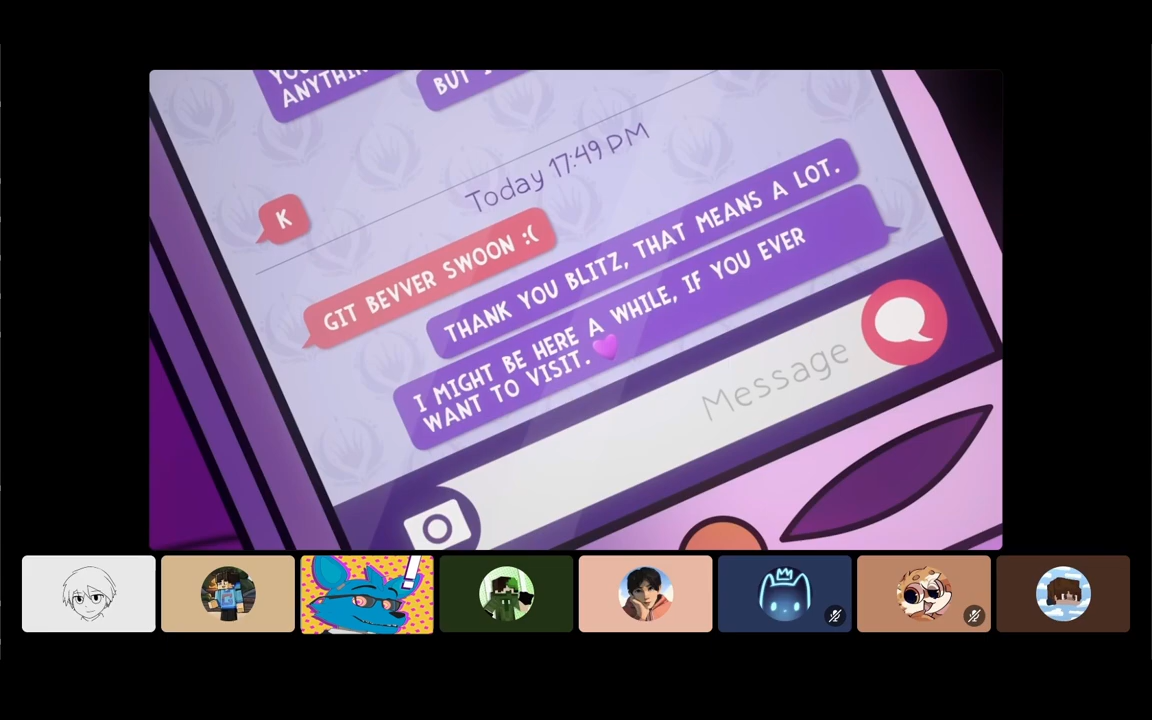 ANYTHIN
BUT
Today 17:49 PM
K
GIT BEVVER SWOON :(
THANK YOU BLITZ, THAT MEANS A LOT.
I MIGHT BE HERE A WHILE, IF YOU EVER
WANT TO VISIT.💜
Message